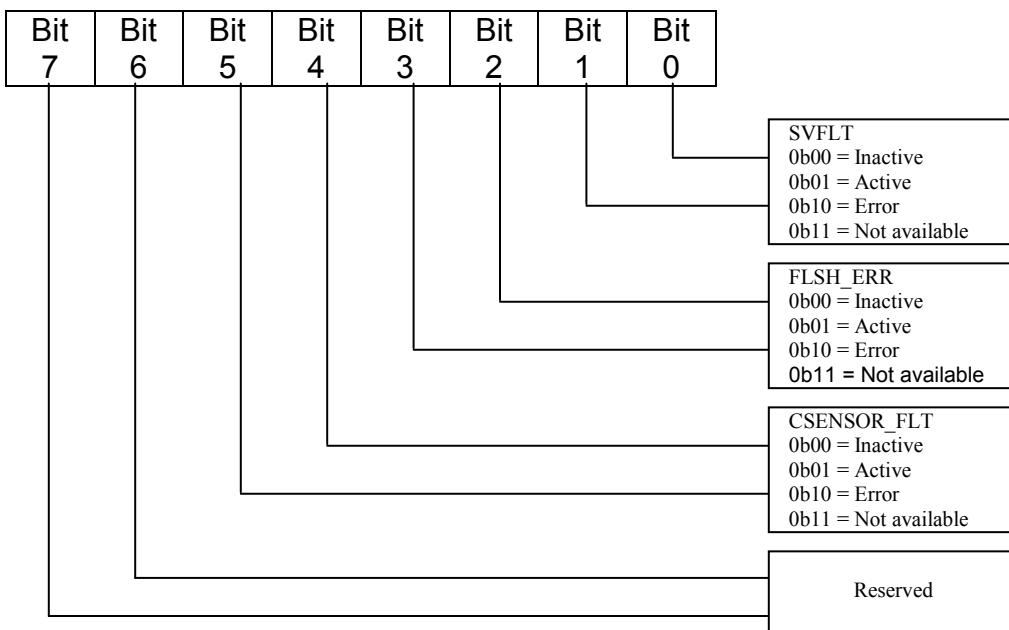 Bit Bit Bit Bit Bit Bit Bit Bit
7 6 5 4 3 2 1 0
SVFLT
0b00 = Inactive
0b01 = Active
0b10 = Error
0b11 = Not available
FLSH_ERR
0b00 = Inactive
0b01 = Active
0b10 = Error
0b11 = Not available
CSENSOR_FLT
0b00 = Inactive
0b01 = Active
0b10 = Error
0b11 = Not available
Reserved